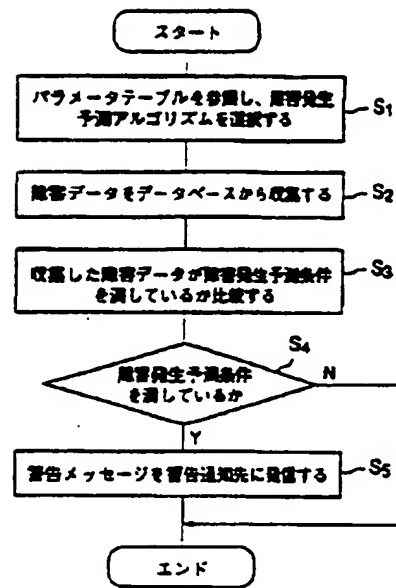 スタート
パラメータテーブルを参照し、障害発生
予測アルゴリズムを選択する
S1
障害データをデータベースから収集する
S2
収集した障害データが障害発生予測条件
を満しているか比較する
S3
S4
障害発生予測条件
を満しているか
N
Y
警告メッセージを警告通知先に発信する
S5
エンド